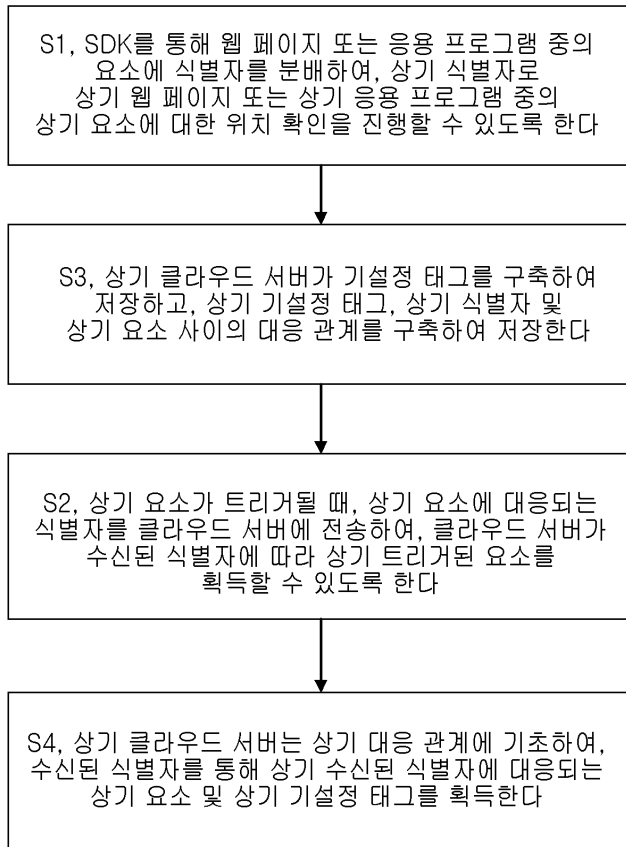 S1, SDK를 통해 웹 페이지 또는 응용 프로그램 중의
요소에 식별자를 분배하여, 상기 식별자로
상기 웹 페이지 또는 상기 응용 프로그램 중의
상기 요소에 대한 위치 확인을 진행할 수 있도록 한다
S3, 상기 클라우드 서버가 기설정 태그를 구축하여
저장하고, 상기 기설정 태그, 상기 식별자 및
상기 요소 사이의 대응 관계를 구축하여 저장한다
S2, 상기 요소가 트리거될 때, 상기 요소에 대응되는
식별자를 클라우드 서버에 전송하여, 클라우드 서버가
수신된 식별자에 따라 상기 트리거된 요소를
획득할 수 있도록 한다
S4, 상기 클라우드 서버는 상기 대응 관계에 기초하여,
수신된 식별자를 통해 상기 수신된 식별자에 대응되는
상기 요소 및 상기 기설정 태그를 획득한다